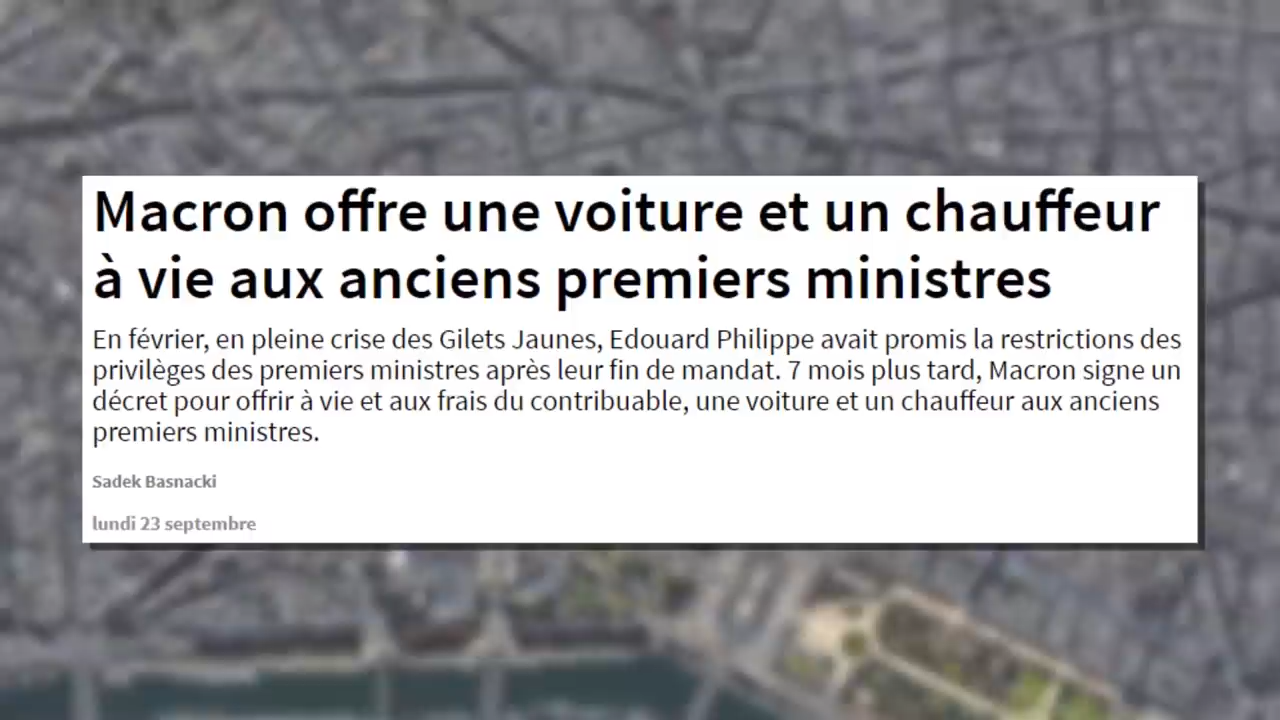 Macron offre une voiture et un chauffeur
à vie aux anciens premiers ministres
En février, en pleine crise des Gilets Jaunes, Edouard Philippe avait promis la restrictions des
privilèges des premiers ministres après leur fin de mandat. 7 mois plus tard, Macron signe un
décret pour offrir à vie et aux frais du contribuable, une voiture et un chauffeur aux anciens
premiers ministres.
Sadek Basnacki
lundi 23 septembre